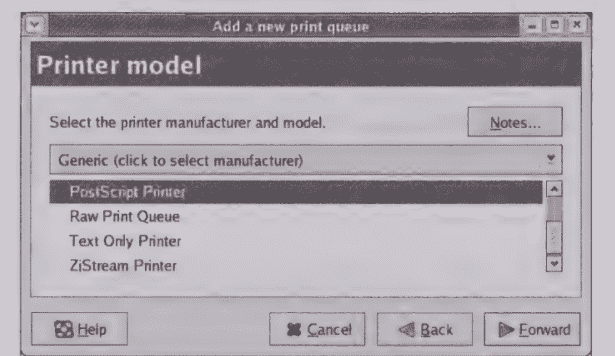 Add a new print queue
Printer model
Select the printer manufacturer and model.
Notes...
Generic (click to select manufacturer)
PostScript Printer
Raw Print Queue
Text Only Printer
ZjStream Printer
Help
Cancel
Back
Forward